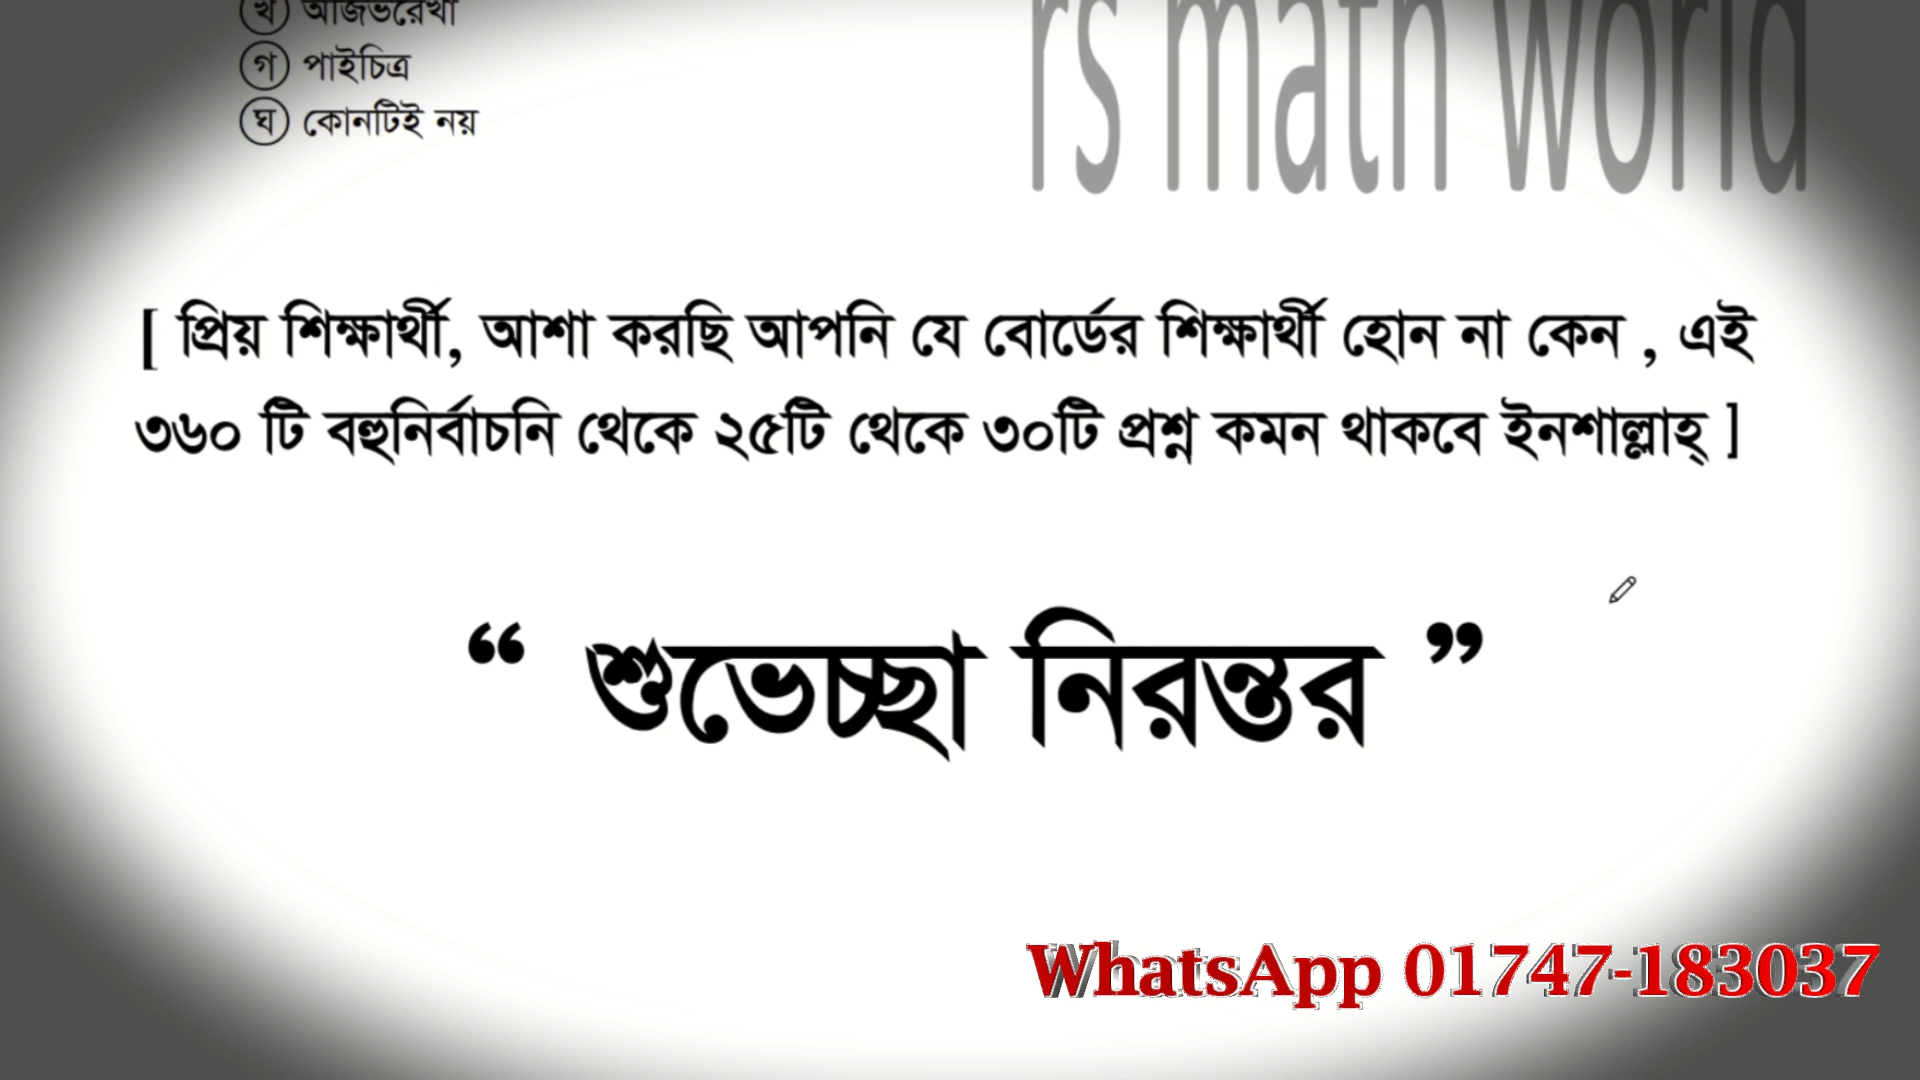 খ অজিভরেখা
rs math world
গ পাইচিত্র
ঘ কোনটিই নয়
[ প্রিয় শিক্ষার্থী, আশা করছি আপনি যে বোর্ডের শিক্ষার্থী হোন না কেন , এই
৩৬০ টি বহুনির্বাচনি থেকে ২৫টি থেকে ৩০টি প্রশ্ন কমন থাকবে ইনশাল্লাহ্ ]
“ শুভেচ্ছা নিরন্তর ”
WhatsApp 01747-183037